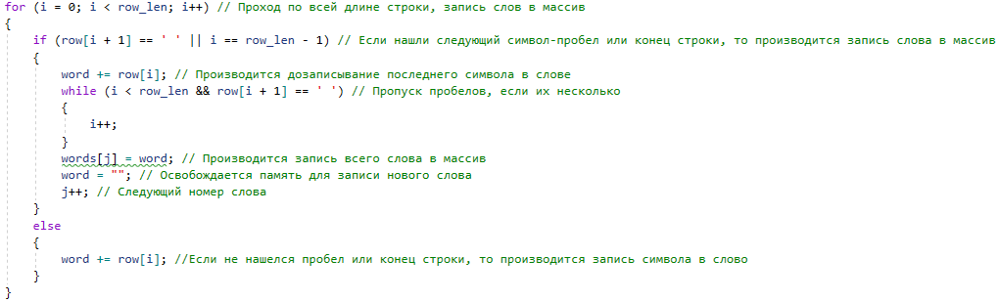 for (i = 0; i < row_len; i++) // Проход по всей длине строки, запись слов в массив
{
if (row[i + 1] == ' ' || i == row_len - 1) // Если нашли следующий символ-пробел или конец строки, то производится запись слова в массив
{
word += row[i]; // Производится дозаписывание последнего символа в слове
while (i < row_len && row[i + 1] == ' ') // Пропуск пробелов, если их несколько
{
i++;
}
words[j] = word; // Производится запись всего слова в массив
word = ""; // Освобождается память для записи нового слова
j++; // Следующий номер слова
}
else
{
word += row[i]; //Если не нашелся пробел или конец строки, то производится запись символа в слово
}
}